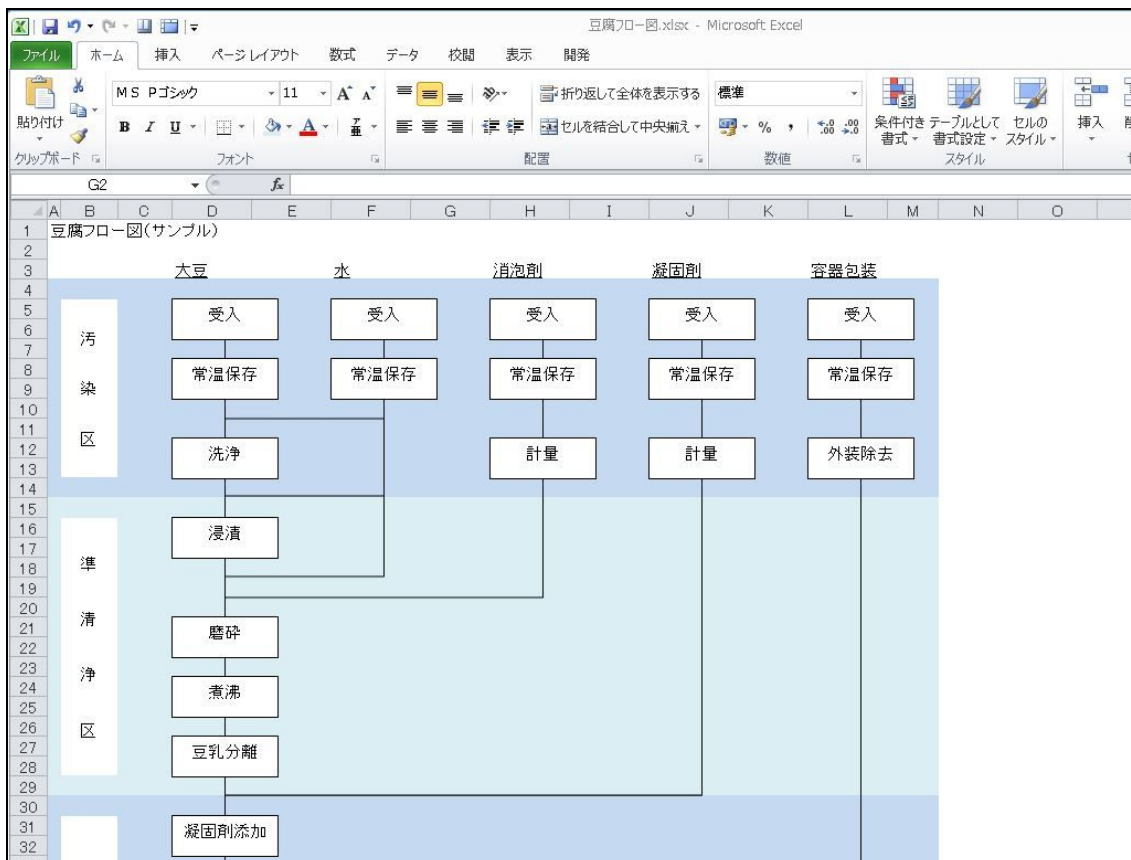 豆腐フロー図.xlsx - Microsoft Excel
ファイル ホーム 挿入 ページ レイアウト 数式 データ 校閲 表示 開発
MS Pゴシック 11 折り返して全体を表示する 標準
貼り付け B I U セルを結合して中央揃え % , 条件付き書式 テーブルとして書式設定 セルのスタイル 挿入
クリップボード フォント 配置 数値 スタイル
G2 fx
A B C D E F G H I J K L M N O
1 豆腐フロー図(サンプル)
2
3 大豆 水 消泡剤 凝固剤 容器包装
4
5 受入 受入 受入 受入 受入
6
7 汚
8 常温保存 常温保存 常温保存 常温保存 常温保存
9 染
10
11 区
12 洗浄 計量 計量 外装除去
13
14
15
16 浸漬
17
18 準
19
20
21 清 磨砕
22
23 浄
24 煮沸
25
26 区
27 豆乳分離
28
29
30
31 凝固剤添加
32